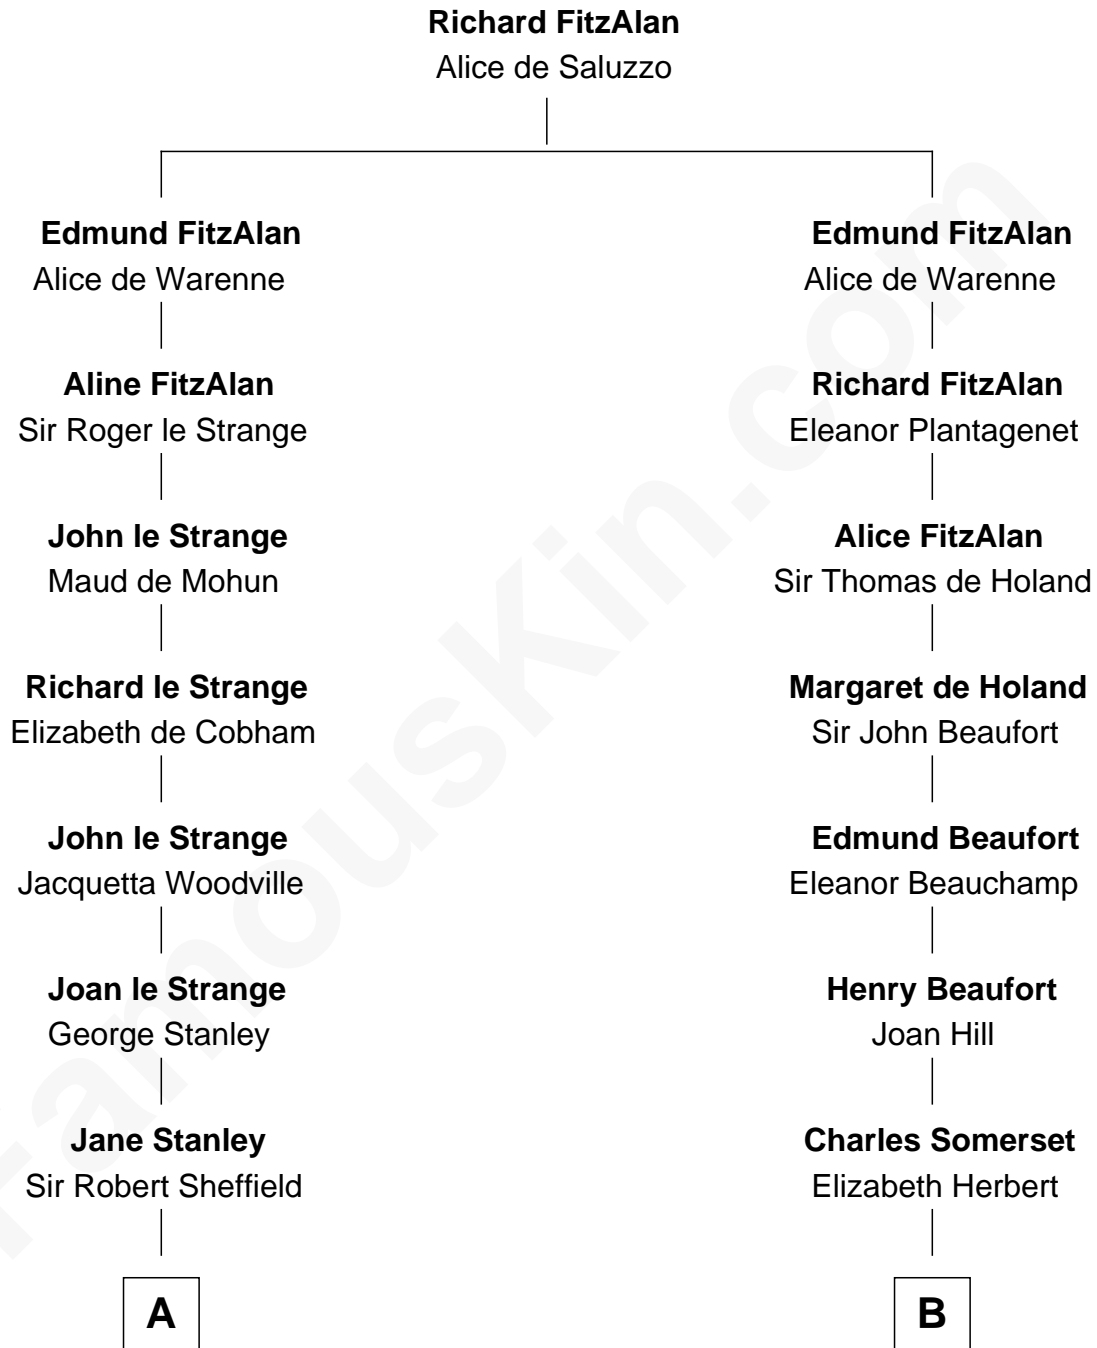 Richard FitzAlan
Alice de Saluzzo
Edmund FitzAlan
Alice de Warenne
Aline FitzAlan
Sir Roger le Strange
John le Strange
Maud de Mohun
Richard le Strange
Elizabeth de Cobham
John le Strange
Jacquetta Woodville
Joan le Strange
George Stanley
Jane Stanley
Sir Robert Sheffield
A
Edmund FitzAlan
Alice de Warenne
Richard FitzAlan
Eleanor Plantagenet
Alice FitzAlan
Sir Thomas de Holand
Margaret de Holand
Sir John Beaufort
Edmund Beaufort
Eleanor Beauchamp
Henry Beaufort
Joan Hill
Charles Somerset
Elizabeth Herbert
B
FamousKin.com